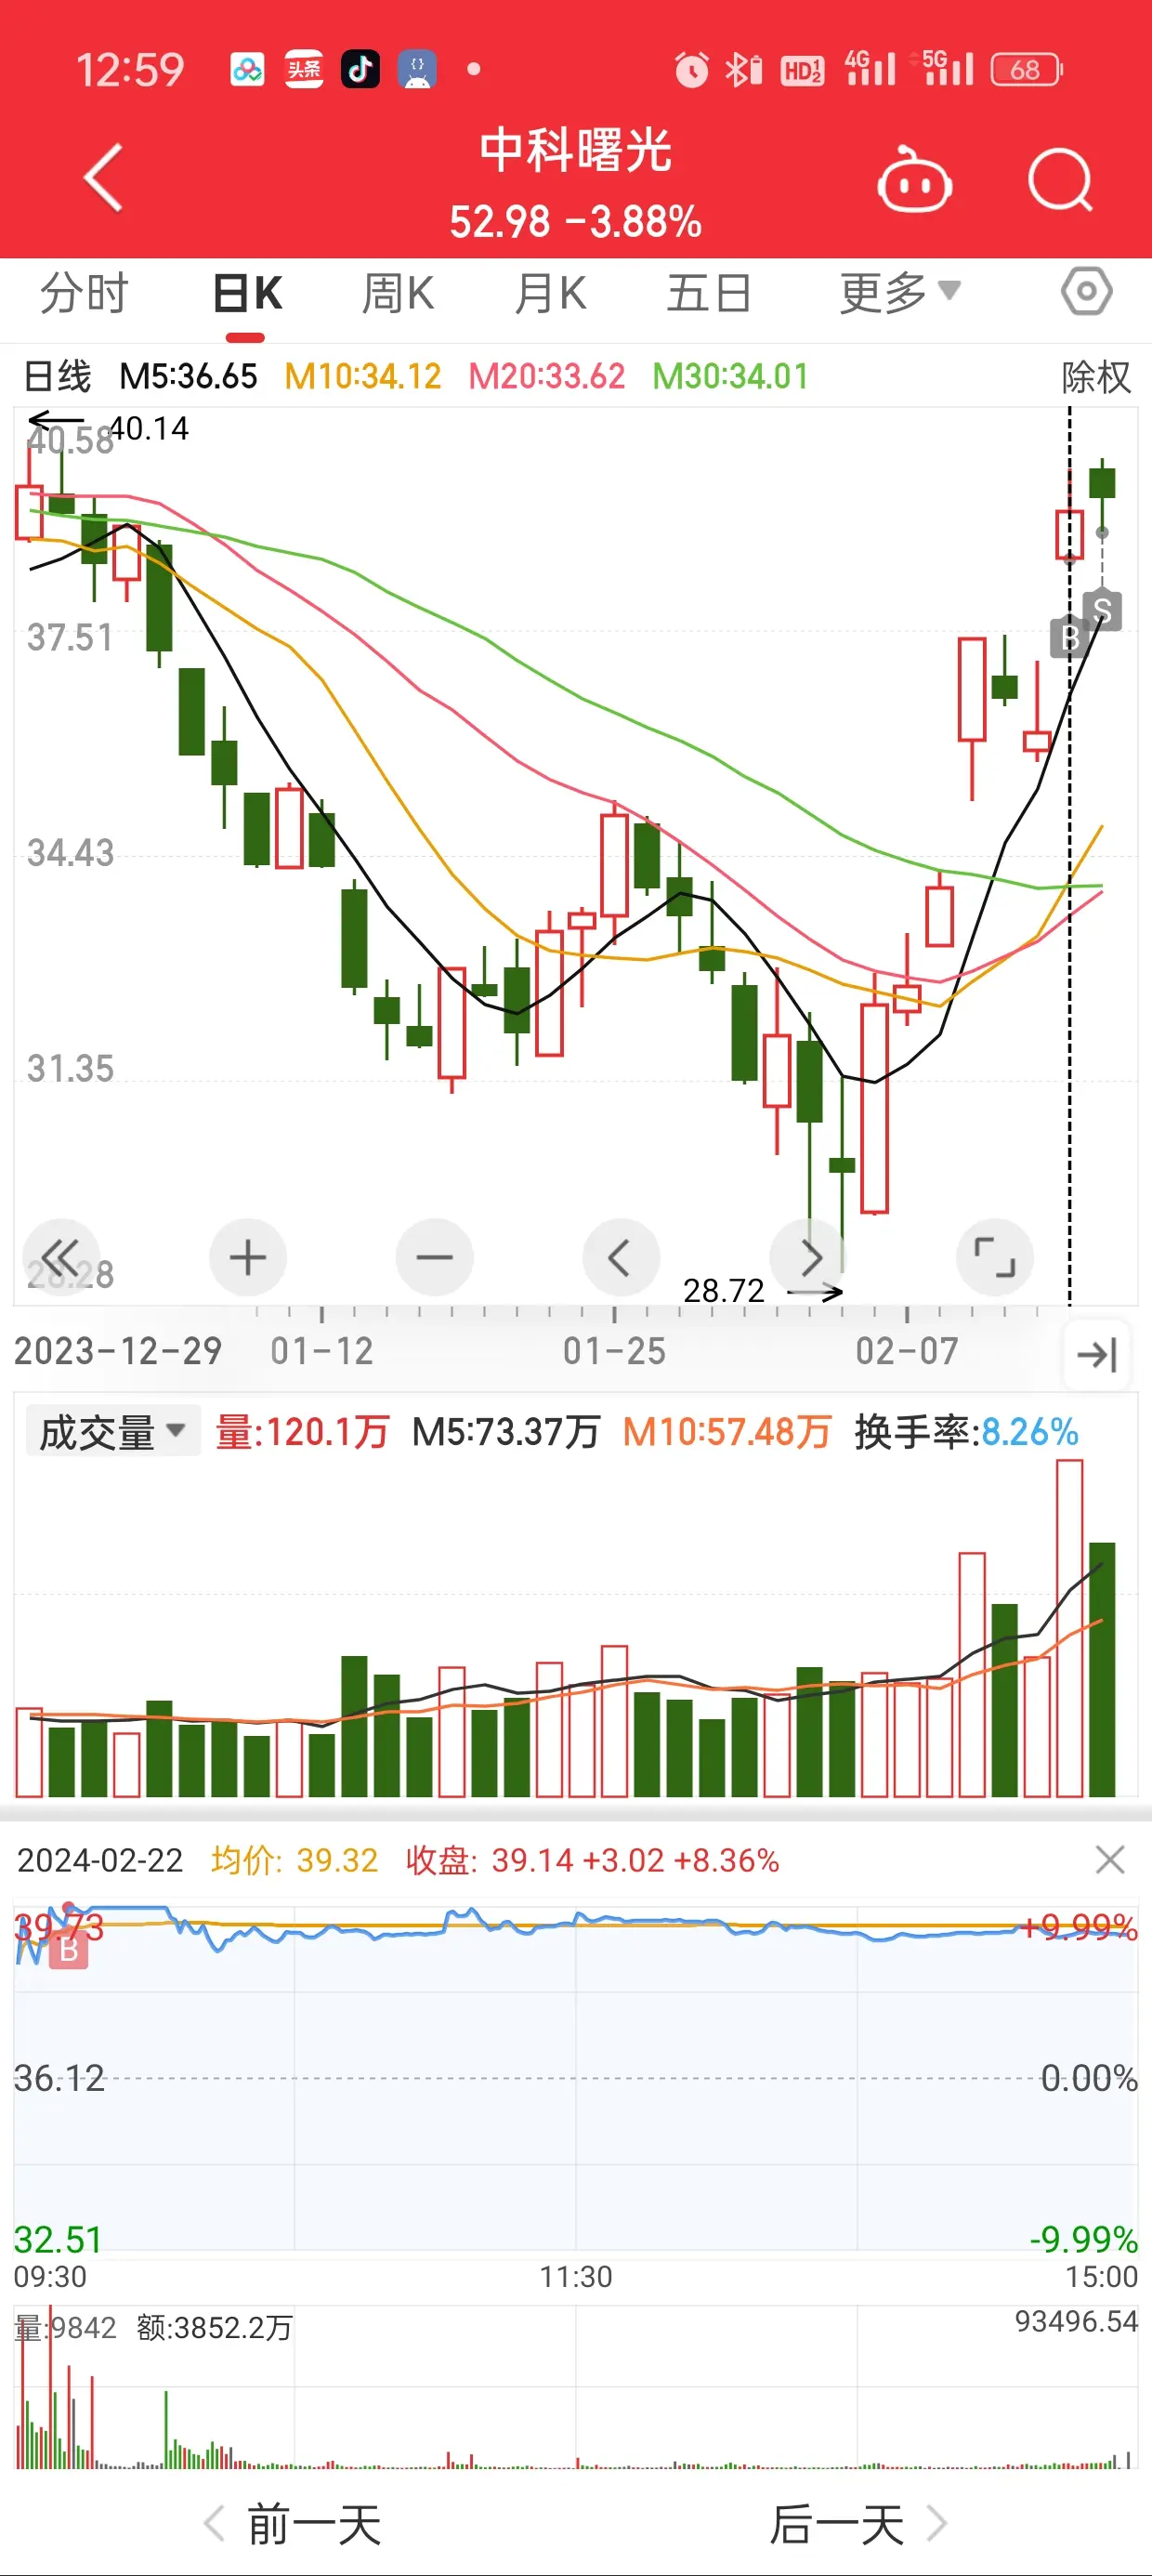 12:59 头条 HD 1 2 4G 5G 68
中科曙光
52.98 -3.88%
分时 日K 周K 月K 五日 更多
日线 M5:36.65 M10:34.12 M20:33.62 M30:34.01 除权
40.14
40.58
S
37.51 B
34.43
31.35
28.28
28.72
2023-12-29 01-12 01-25 02-07
成交量 量:120.1万 M5:73.37万 M10:57.48万 换手率:8.26%
2024-02-22 均价: 39.32 收盘: 39.14 +3.02 +8.36%
39.73 +9.99%
B
36.12 0.00%
32.51 -9.99%
09:30 11:30 15:00
量:9842 额:3852.2万 93496.54
前一天 后一天